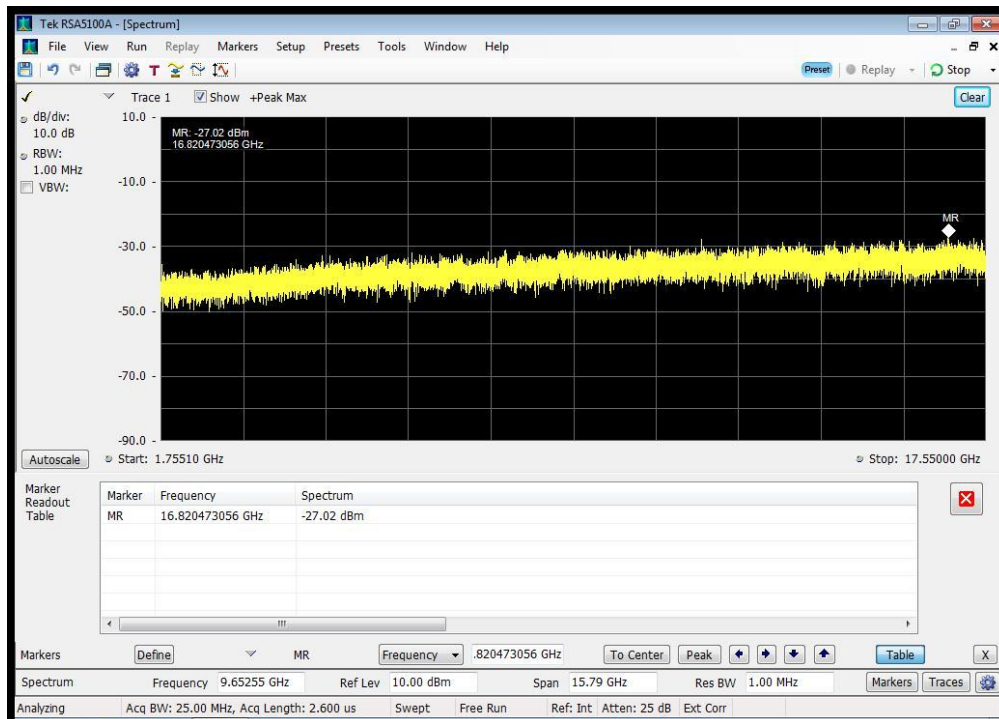 Tek RSA5100A - [Spectrum]
File View Run Replay Markers Setup Presets Tools Window Help
T Preset Replay Stop
Trace 1 Show +Peak Max Clear
dB/div:
10.0 dB
RBW:
1.00 MHz
VBW:
10.0
-10.0
-30.0
-50.0
-70.0
-90.0
MR: -27.02 dBm
16.820473056 GHz
MR
Autoscale Start: 1.75510 GHz Stop: 17.55000 GHz
Marker
Readout
Table
Marker Frequency Spectrum
MR 16.820473056 GHz -27.02 dBm
Markers Define MR Frequency .820473056 GHz To Center Peak Table X
Spectrum Frequency 9.65255 GHz Ref Lev 10.00 dBm Span 15.79 GHz Res BW 1.00 MHz Markers Traces
Analyzing Acq BW: 25.00 MHz, Acq Length: 2.600 us Swept Free Run Ref: Int Atten: 25 dB Ext Corr